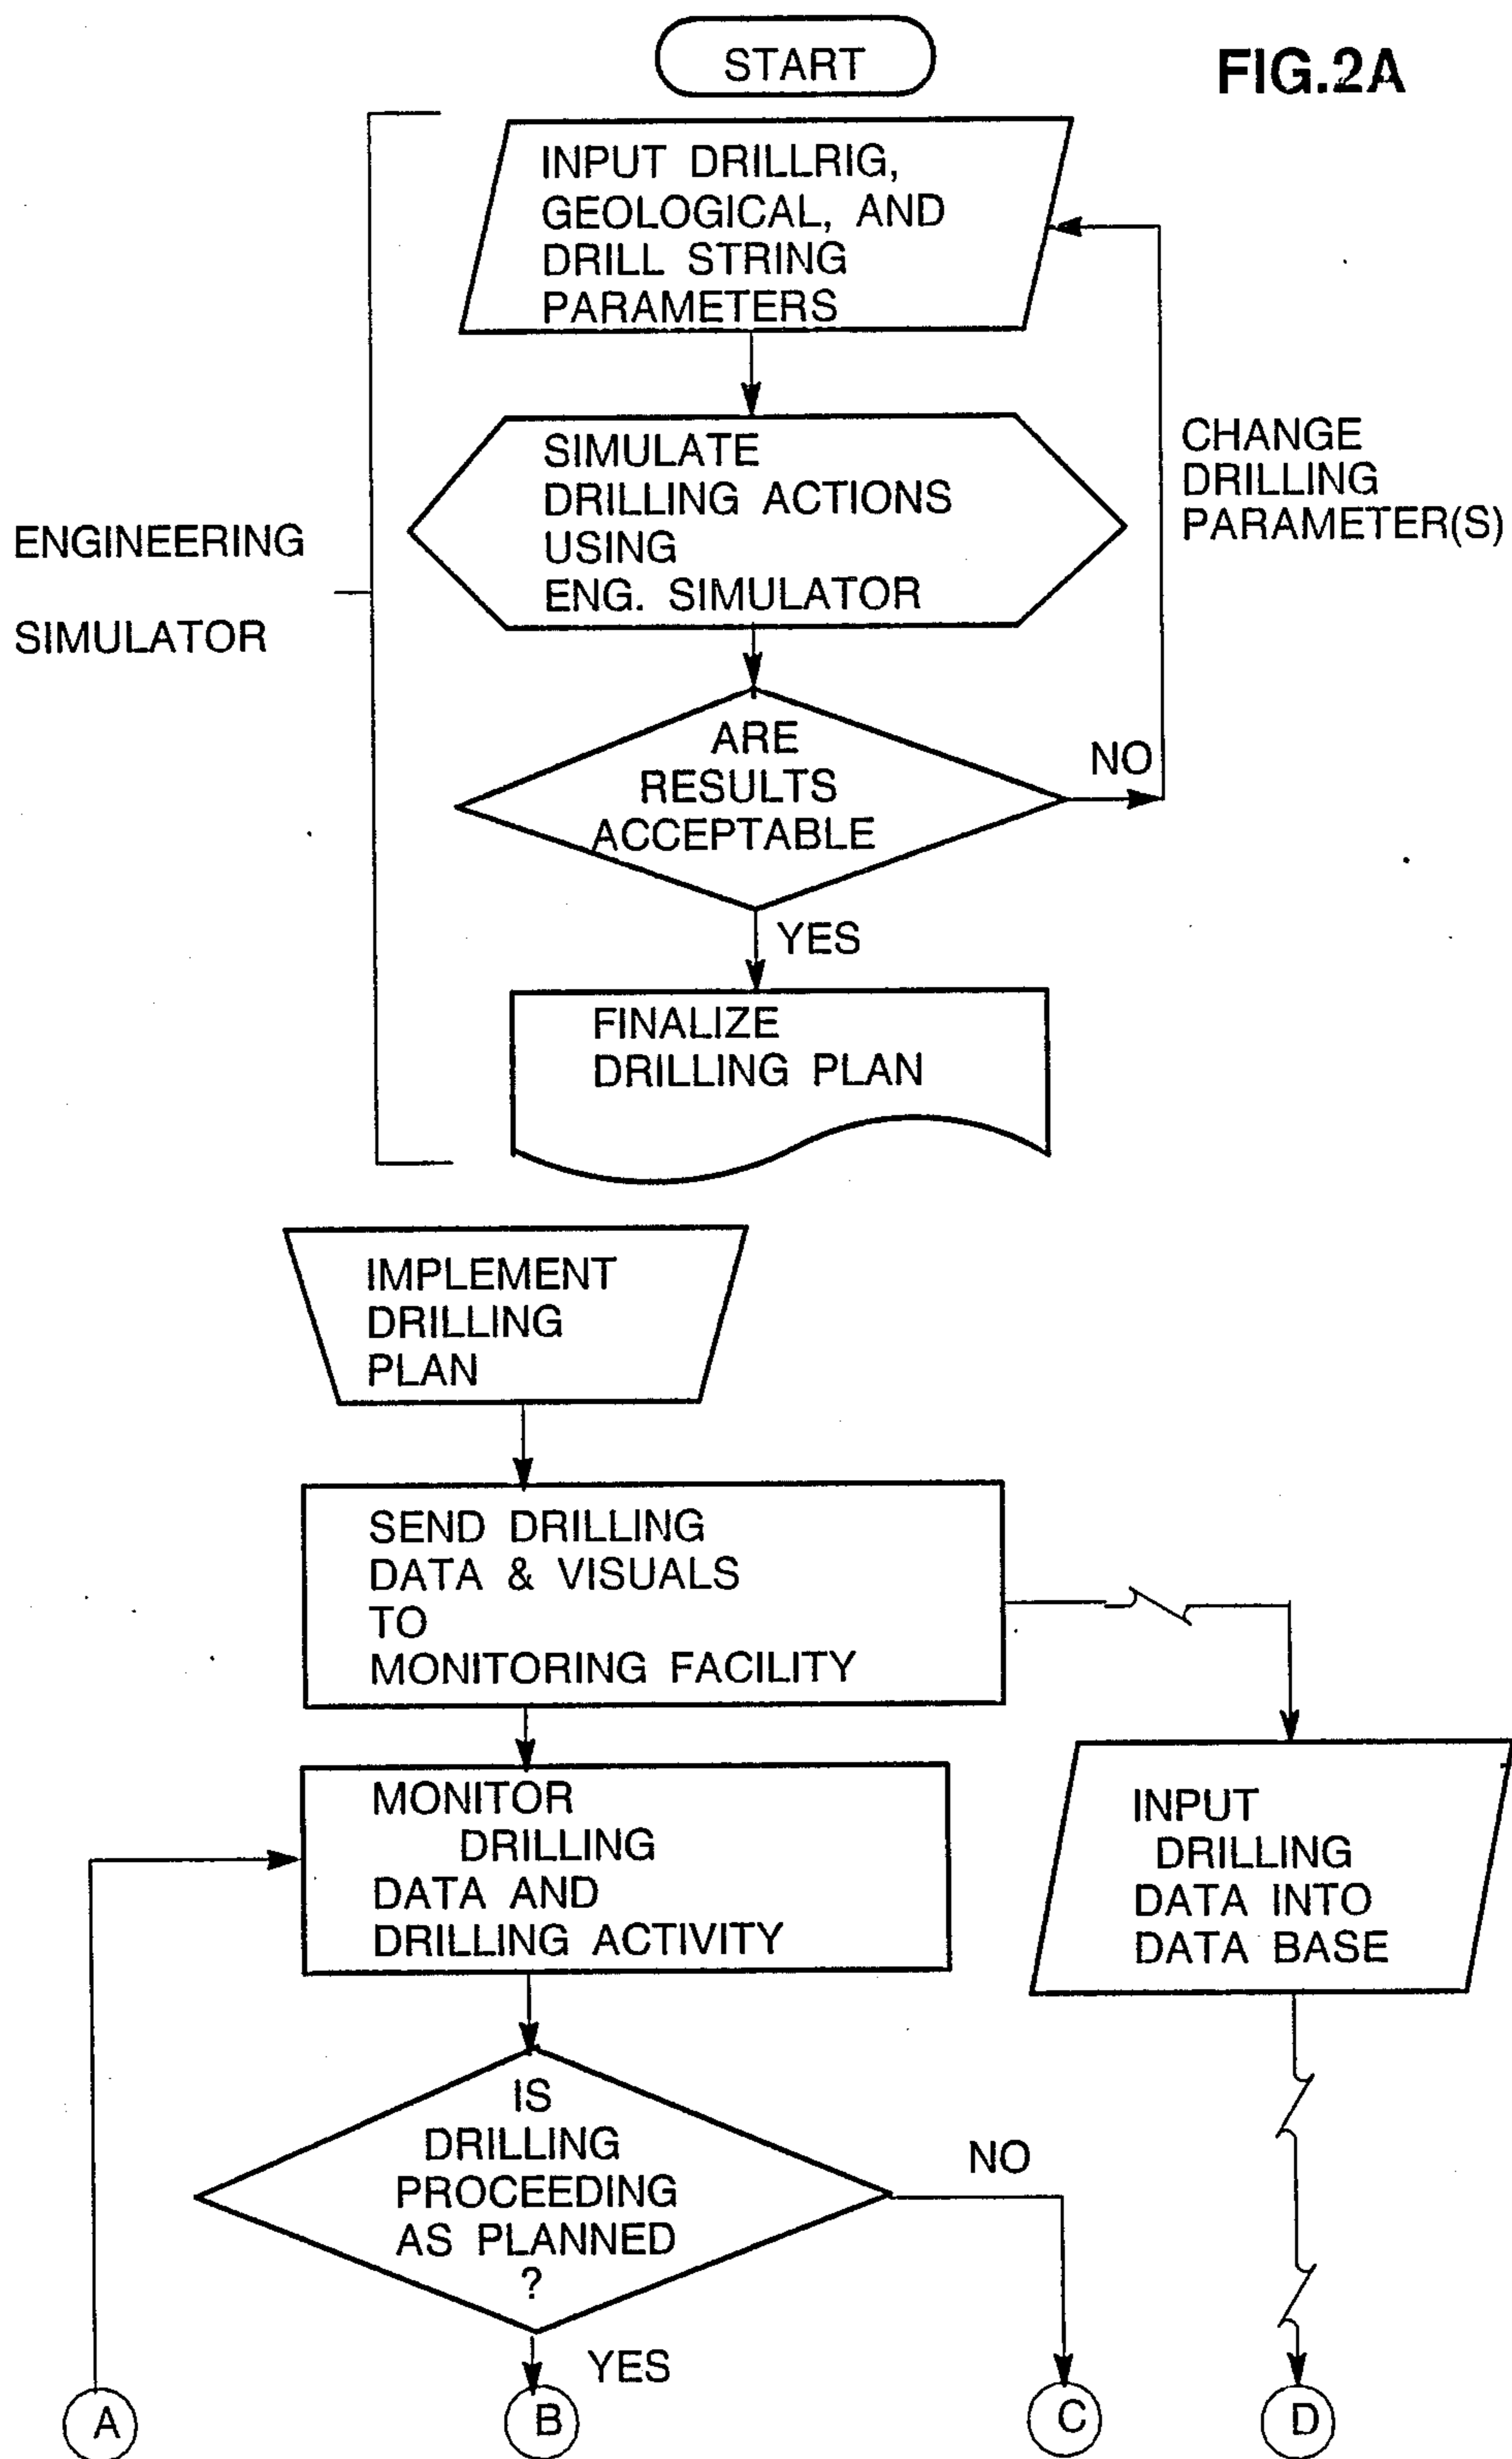 START
FIG.2A
INPUT DRILLRIG,
GEOLOGICAL, AND
DRILL STRING
PARAMETERS
SIMULATE
DRILLING ACTIONS
USING
ENG. SIMULATOR
CHANGE
DRILLING
PARAMETER(S)
ENGINEERING
SIMULATOR
ARE
RESULTS
ACCEPTABLE
NO
YES
FINALIZE
DRILLING PLAN
IMPLEMENT
DRILLING
PLAN
SEND DRILLING
DATA & VISUALS
TO
MONITORING FACILITY
MONITOR
DRILLING
DATA AND
DRILLING ACTIVITY
INPUT
DRILLING
DATA INTO
DATA BASE
IS
DRILLING
PROCEEDING
AS PLANNED
?
NO
YES
A
B
C
D